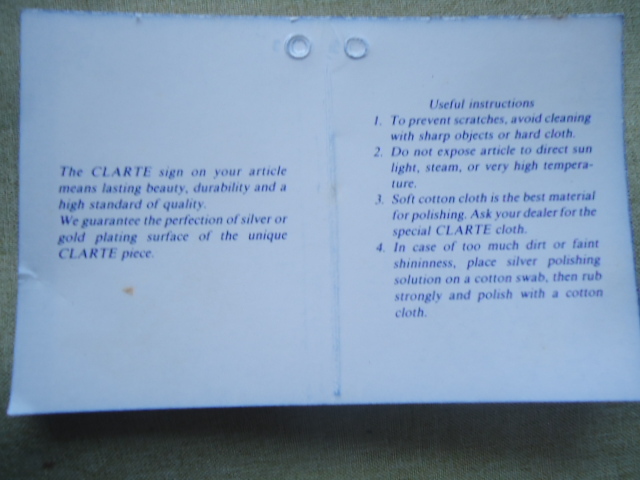 The CLARTE sign on your article
means lasting beauty, durability and a
high standard of quality.
We guarantee the perfection of silver or
gold plating surface of the unique
CLARTE piece.
Useful instructions
1. To prevent scratches, avoid cleaning
with sharp objects or hard cloth.
2. Do not expose article to direct sun
light, steam, or very high tempera-
ture.
3. Soft cotton cloth is the best material
for polishing. Ask your dealer for the
special CLARTE cloth.
4. In case of too much dirt or faint
shininness, place silver polishing
solution on a cotton swab, then rub
strongly and polish with a cotton
cloth.